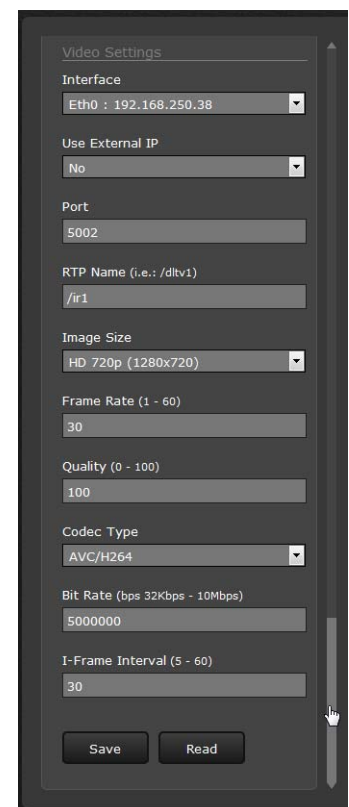 Video Settings
Interface
Eth0 : 192.168.250.38
Use External IP
No
Port
5002
RTP Name (i.e.: /dltv1)
/ir1
Image Size
HD 720p (1280x720)
Frame Rate (1 - 60)
30
Quality (0 - 100)
100
Codec Type
AVC/H264
Bit Rate (bps 32Kbps - 10Mbps)
5000000
I-Frame Interval (5 - 60)
30
Save Read